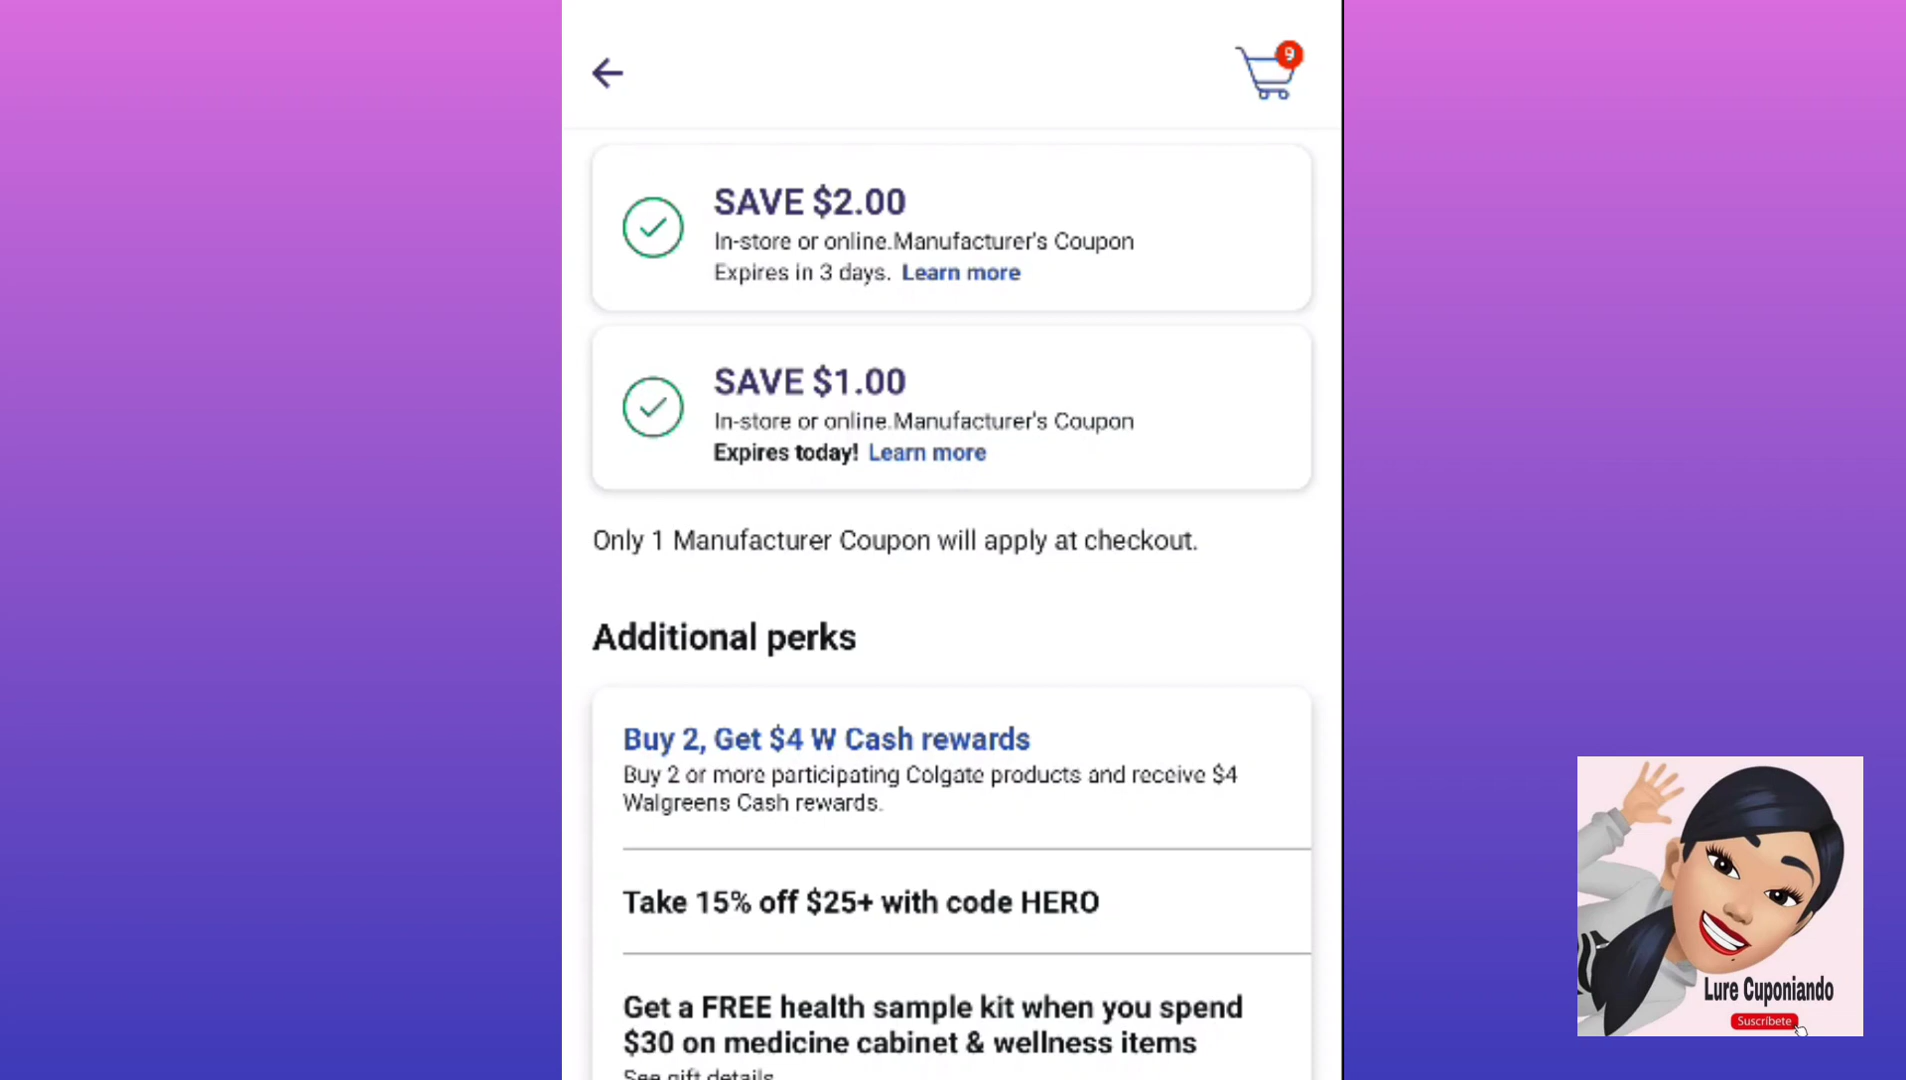 9
SAVE $2.00
In-store or online.Manufacturer's Coupon
Expires in 3 days. Learn more
SAVE $1.00
In-store or online.Manufacturer's Coupon
Expires today! Learn more
Only 1 Manufacturer Coupon will apply at checkout.
Additional perks
Buy 2, Get $4 W Cash rewards
Buy 2 or more participating Colgate products and receive $4
Walgreens Cash rewards.
Take 15% off $25+ with code HERO
Get a FREE health sample kit when you spend
$30 on medicine cabinet & wellness items
See gift details
Lure Cuponiando
Suscríbete